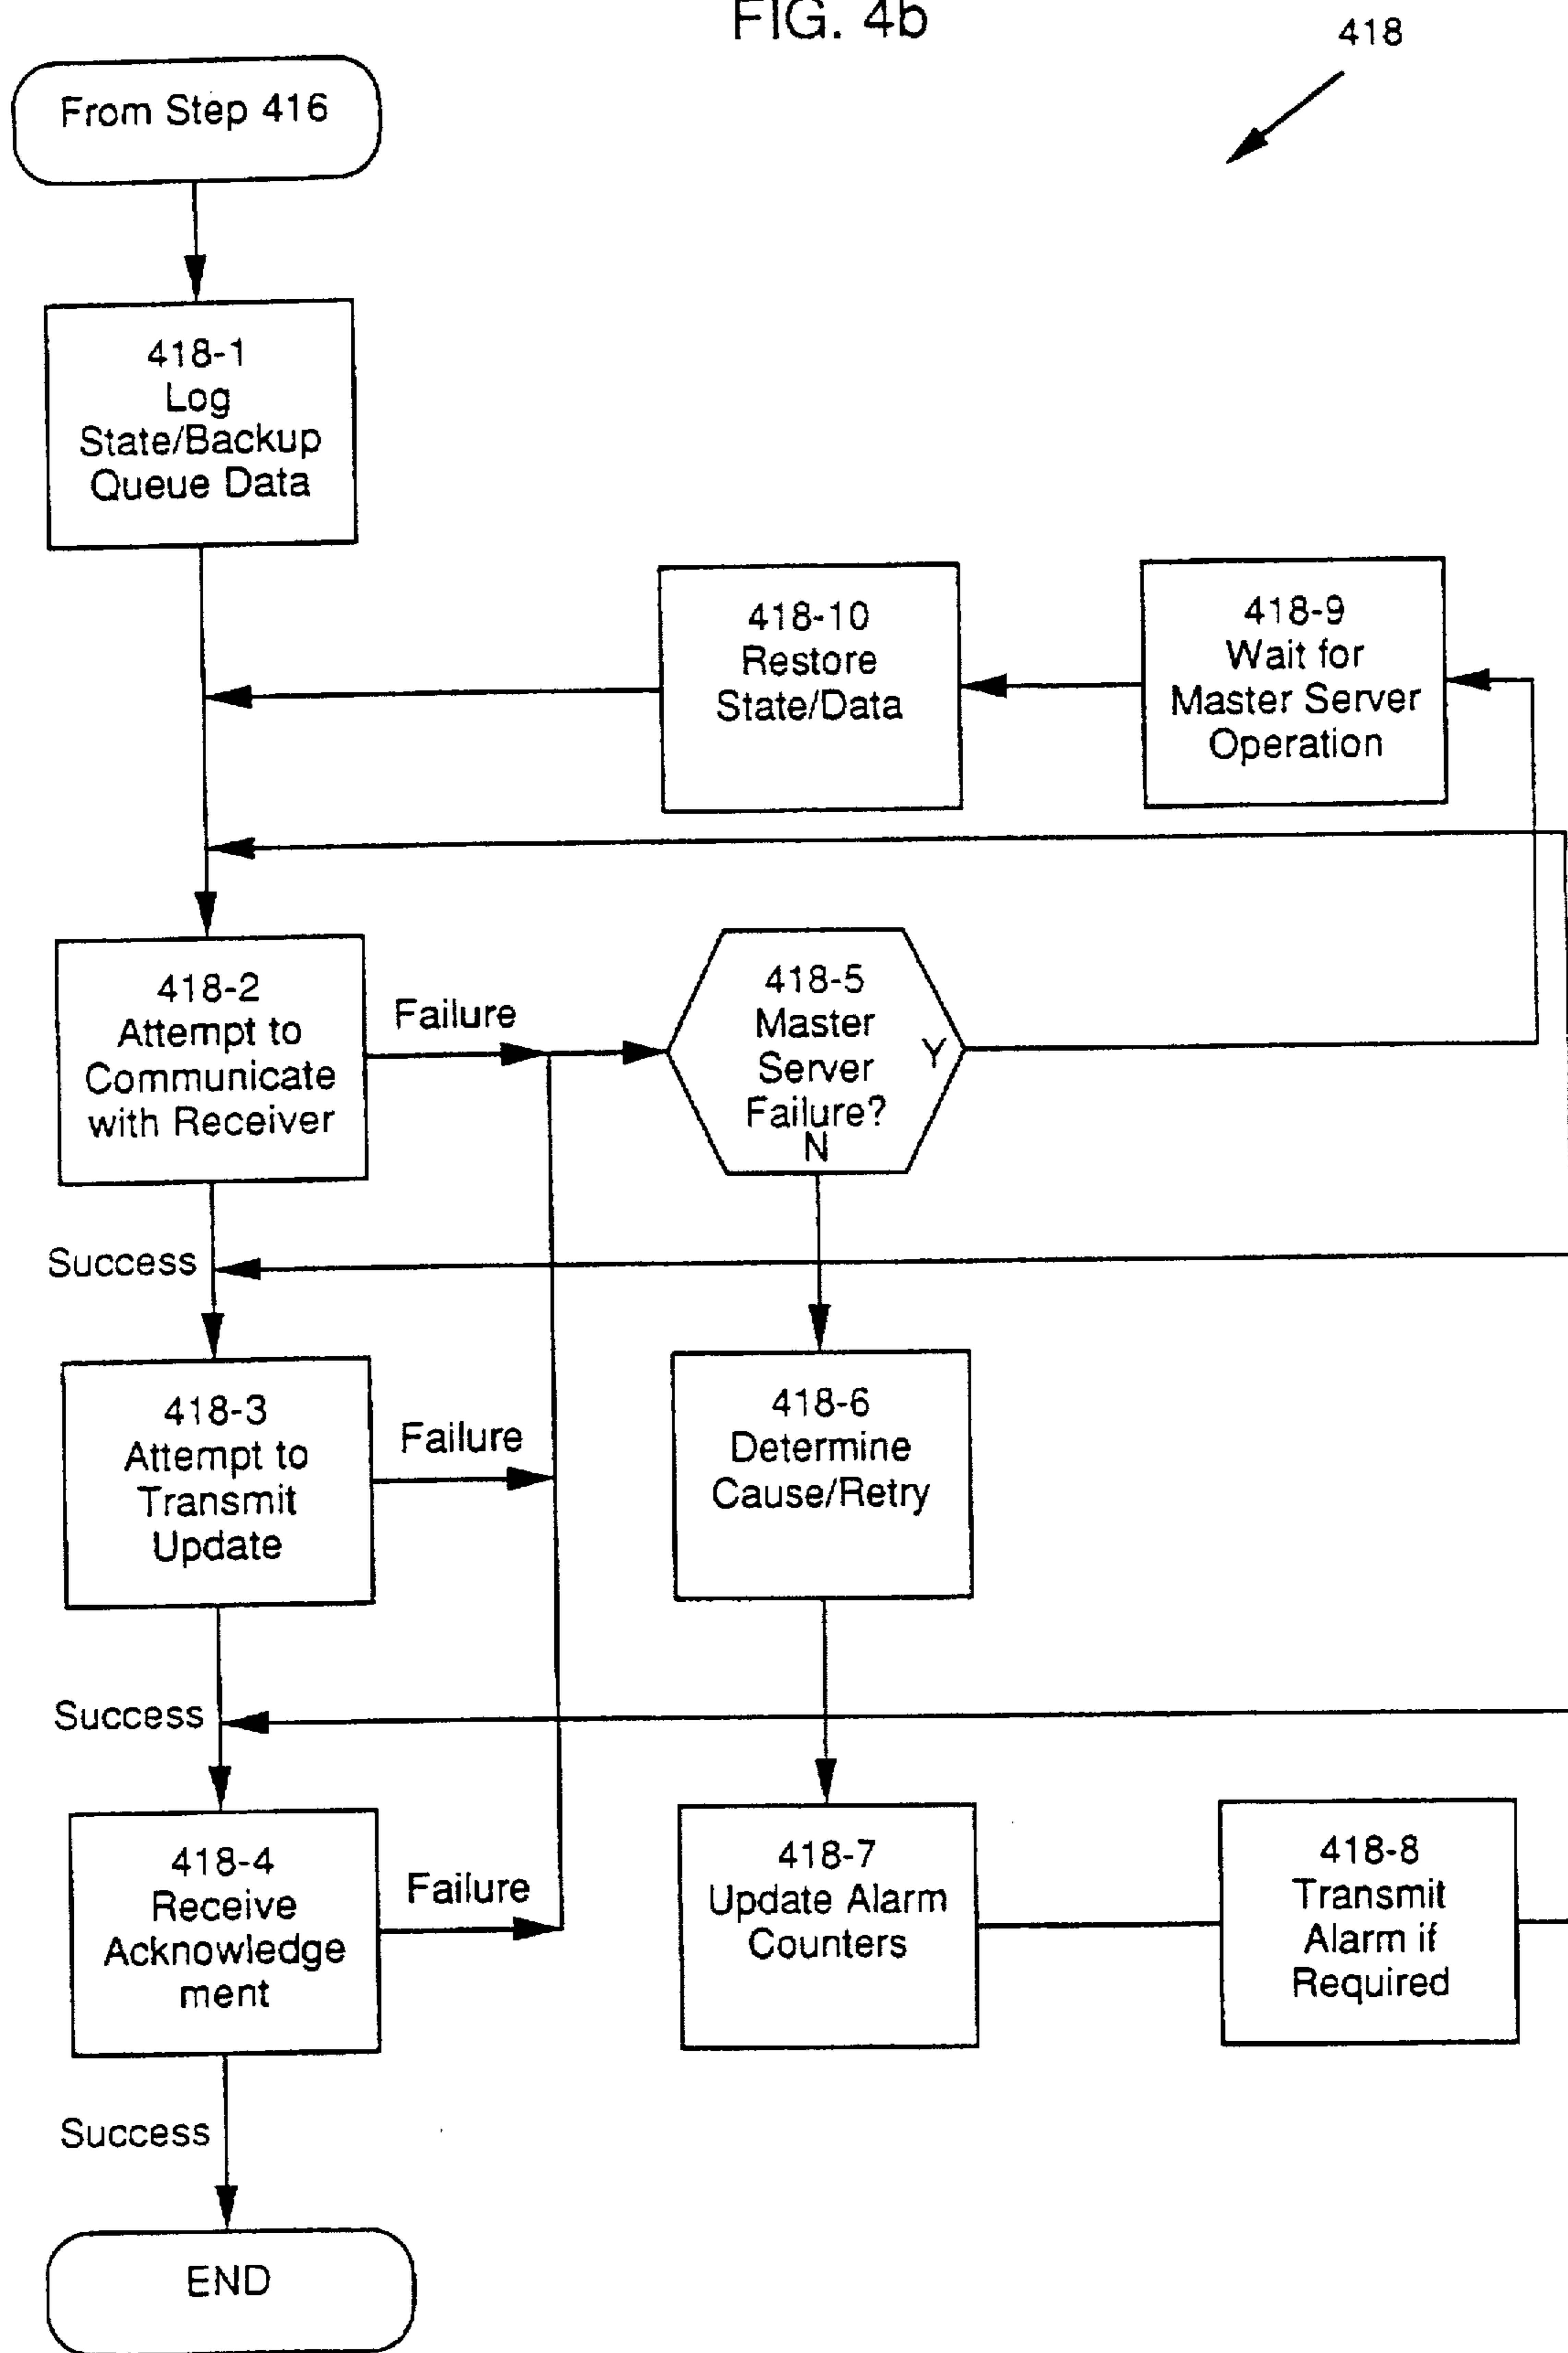 FIG. 4b
418
From Step 416
418-1
Log
State/Backup
Queue Data
418-10
Restore
State/Data
418-9
Wait for
Master Server
Operation
418-2
Attempt to
Communicate
with Receiver
Failure
418-5
Master
Server
Failure?
Y
N
Success
418-3
Attempt to
Transmit
Update
Failure
418-6
Determine
Cause/Retry
Success
418-4
Receive
Acknowledge
ment
Failure
418-7
Update Alarm
Counters
418-8
Transmit
Alarm if
Required
Success
END